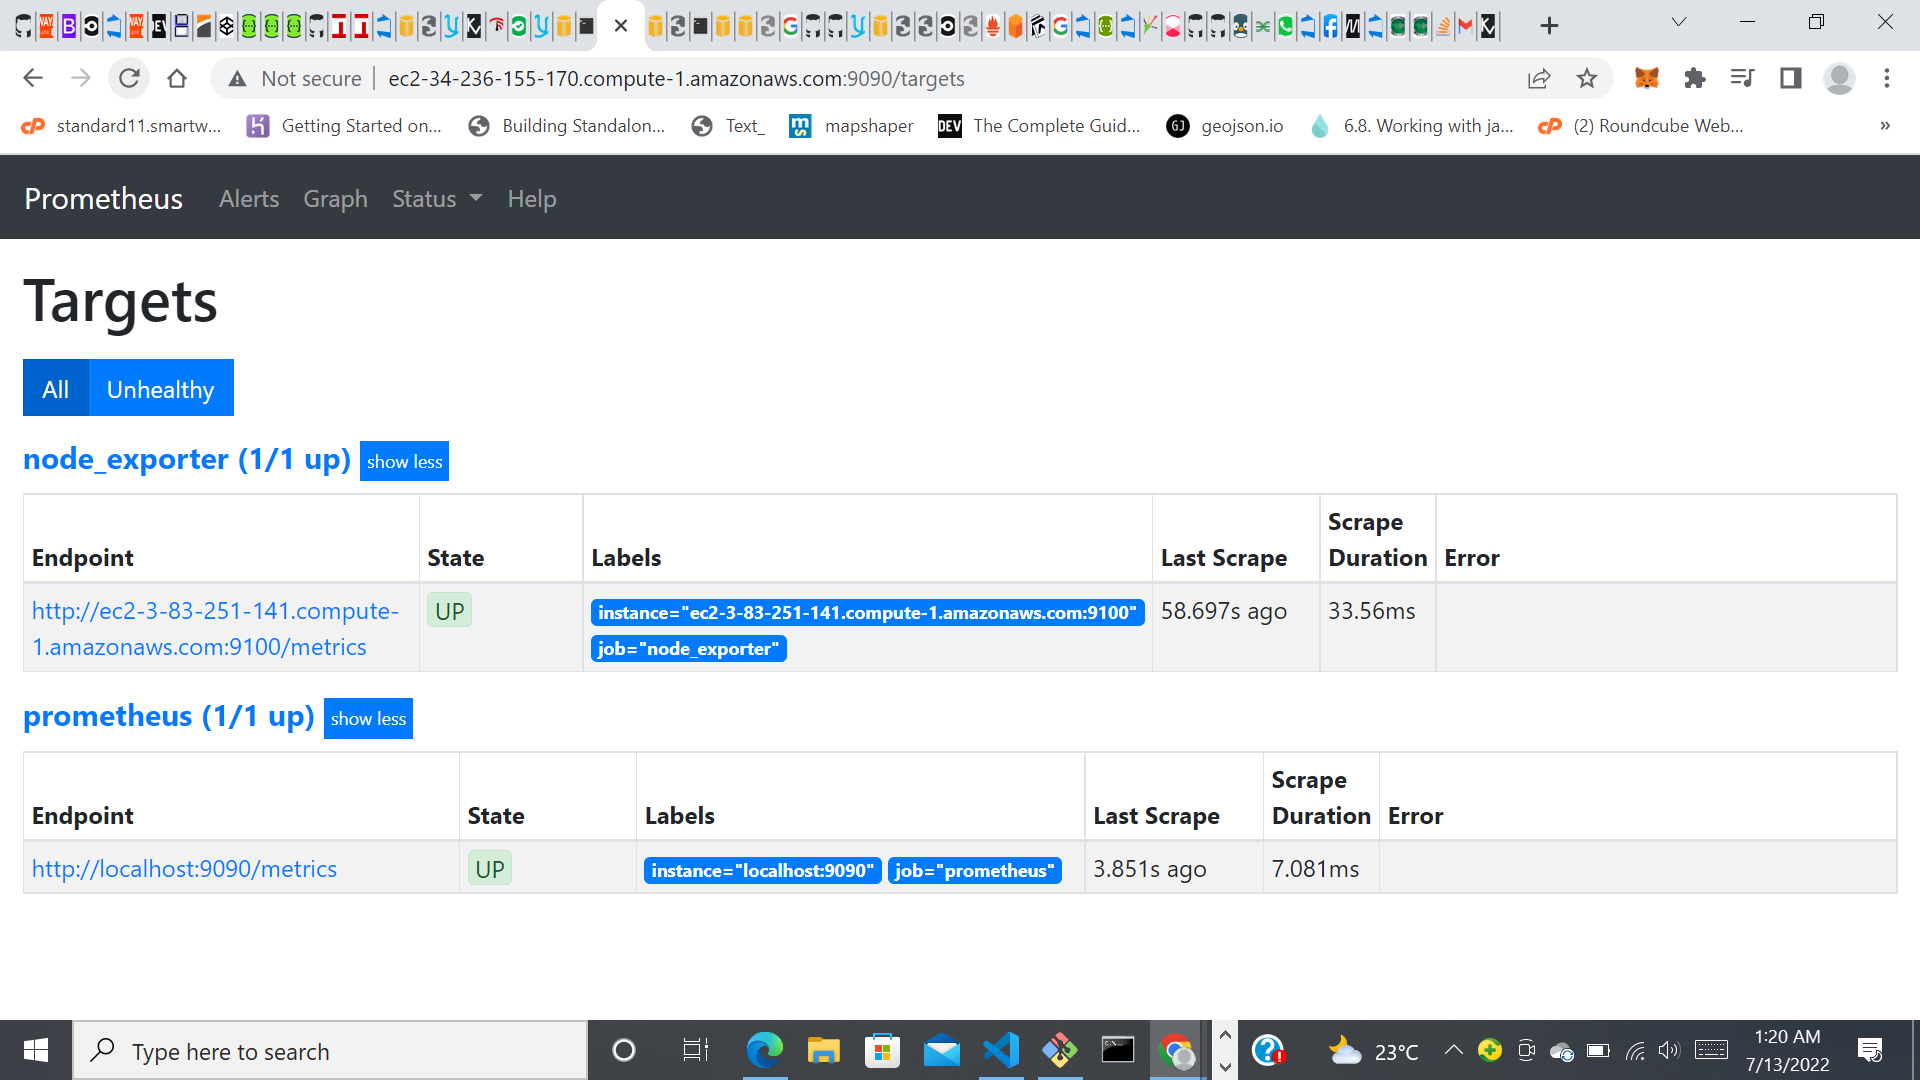 Not secure
ec2-34-236-155-170.compute-1.amazonaws.com:9090/targets
standard11.smartw...
Getting Started on...
Building Standalon...
Text_
mapshaper
DEV The Complete Guid...
GJ geojson.io
6.8. Working with ja...
(2) Roundcube Web...
»
Prometheus Alerts Graph Status Help
Targets
All Unhealthy
node_exporter (1/1 up) show less
Endpoint State Labels Last Scrape Scrape Duration Error
http://ec2-3-83-251-141.compute-
1.amazonaws.com:9100/metrics
UP
instance="ec2-3-83-251-141.compute-1.amazonaws.com:9100"
job="node_exporter"
58.697s ago
33.56ms
prometheus (1/1 up) show less
Endpoint State Labels Last Scrape Scrape Duration Error
http://localhost:9090/metrics UP instance="localhost:9090" job="prometheus" 3.851s ago 7.081ms
Type here to search
23°C
1:20 AM
7/13/2022